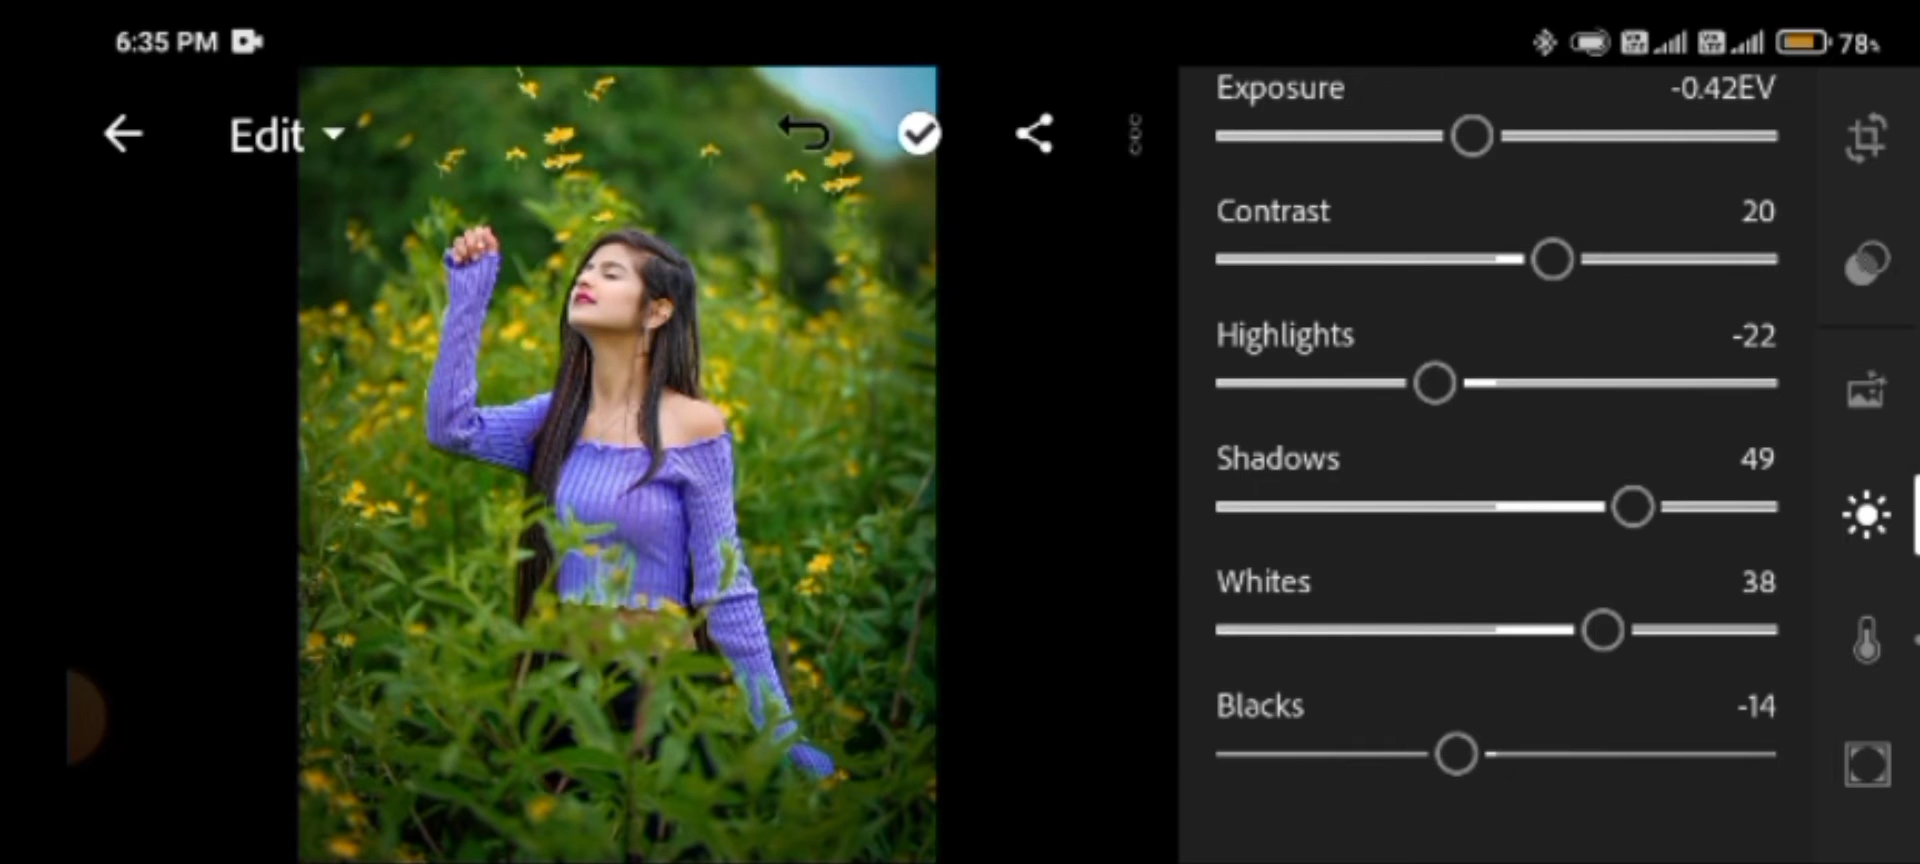 6:35 PM
78%
Edit
Exposure -0.42EV
Contrast 20
Highlights -22
Shadows 49
Whites 38
Blacks -14